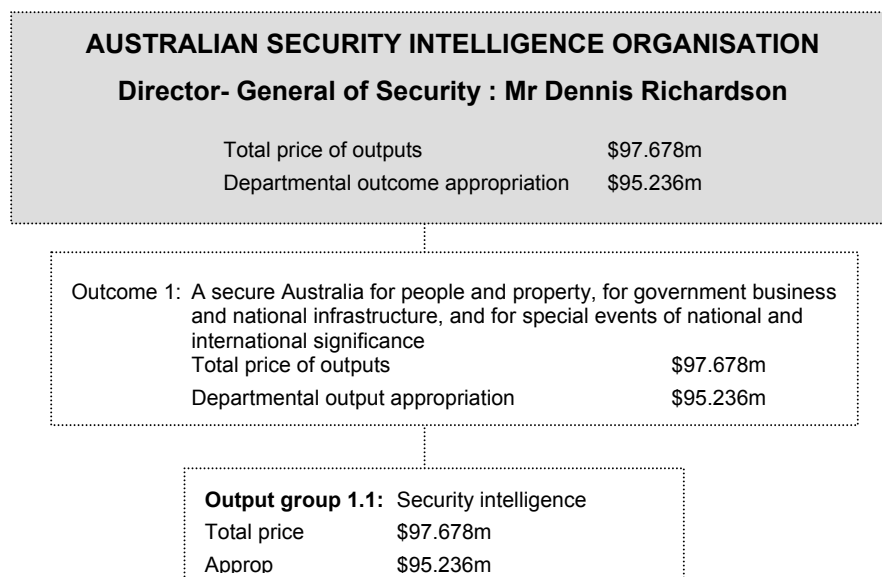 AUSTRALIAN SECURITY INTELLIGENCE ORGANISATION
Director- General of Security : Mr Dennis Richardson
Total price of outputs $97.678m
Departmental outcome appropriation $95.236m
Outcome 1: A secure Australia for people and property, for government business
and national infrastructure, and for special events of national and
international significance
Total price of outputs $97.678m
Departmental output appropriation $95.236m
Output group 1.1: Security intelligence
Total price $97.678m
Approp $95.236m